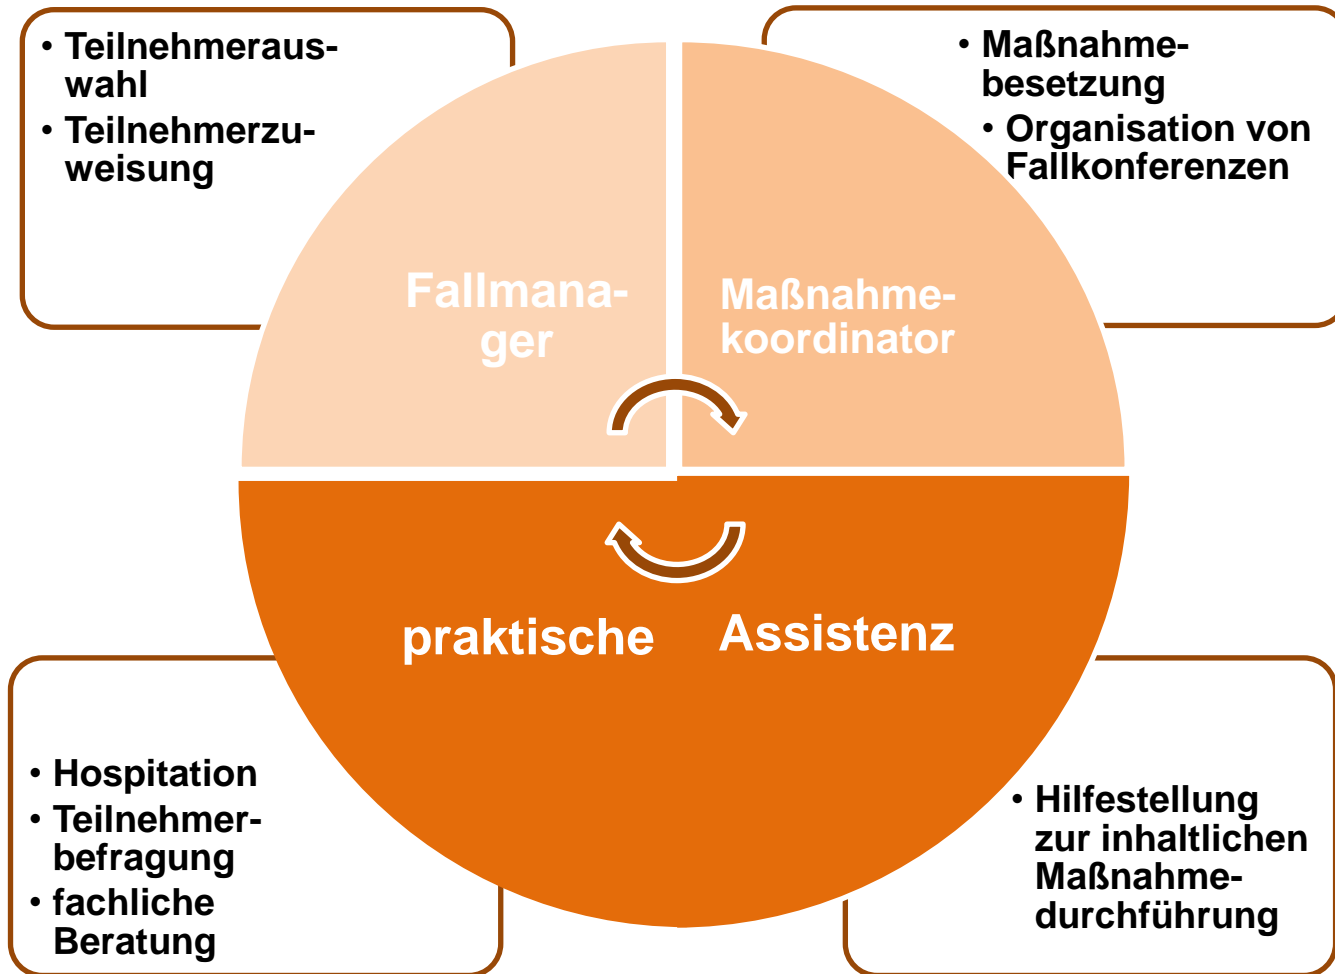 • Teilnehmeraus-
wahl
• Teilnehmerzu-
weisung
• Maßnahme-
besetzung
• Organisation von
Fallkonferenzen
Fallmana-
ger
Maßnahme-
koordinator
praktische
Assistenz
• Hospitation
• Teilnehmer-
befragung
• fachliche
Beratung
• Hilfestellung
zur inhaltlichen
Maßnahme-
durchführung